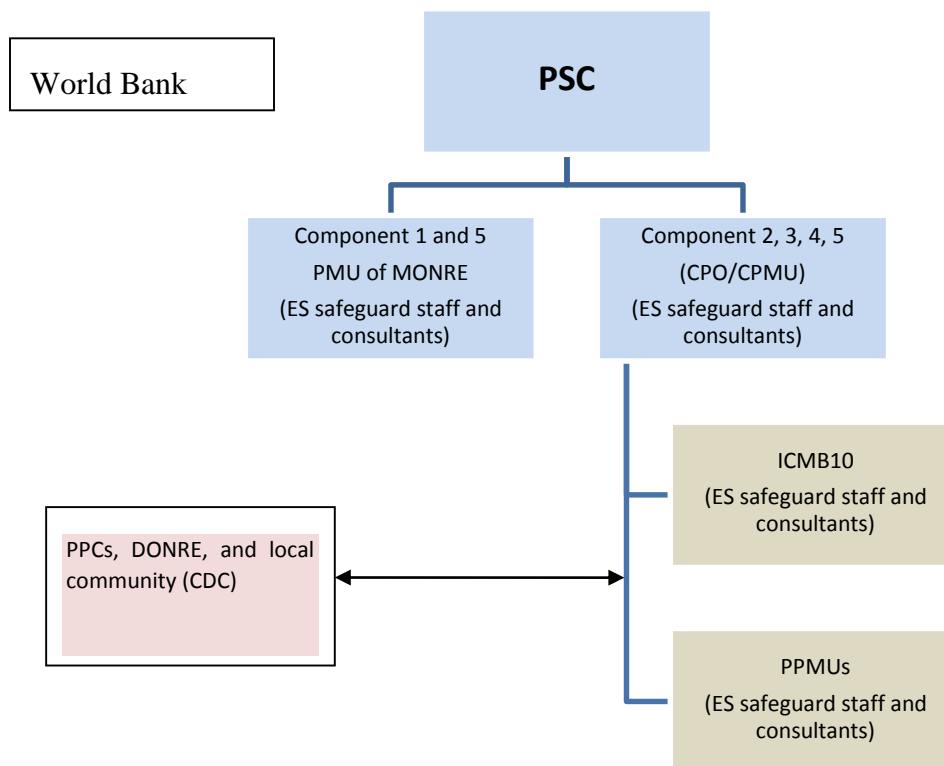 World Bank
PSC
Component 1 and 5
PMU of MONRE
(ES safeguard staff and
consultants)
Component 2, 3, 4, 5
(CPO/CPMU)
(ES safeguard staff and
consultants)
ICMB10
(ES safeguard staff and
consultants)
PPCs, DONRE, and local
community (CDC)
PPMUs
(ES safeguard staff and
consultants)